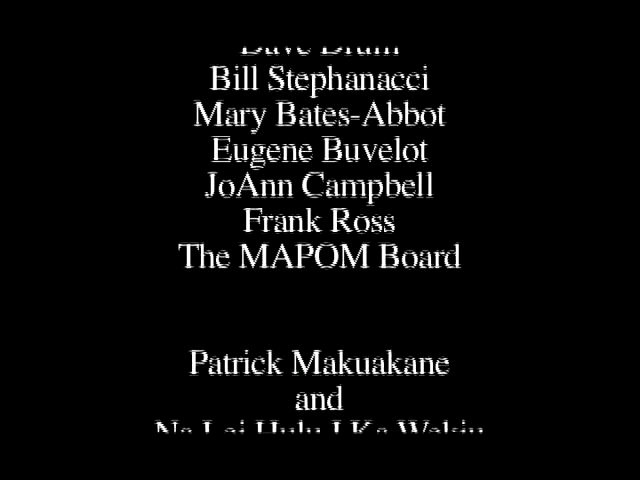 Bill Stephanacci
Mary Bates-Abbot
Eugene Buvelot
JoAnn Campbell
Frank Ross
The MAPOM Board
Patrick Makuakane
and